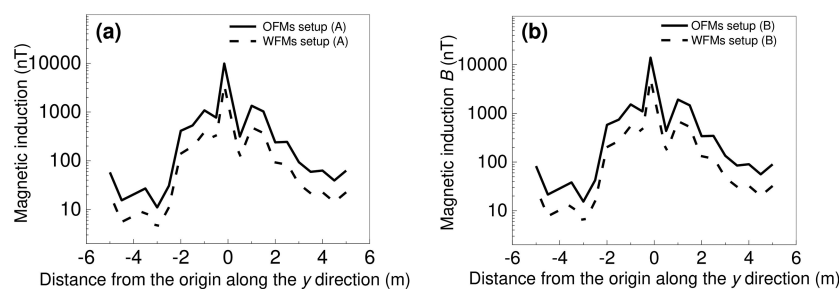 (a)
OFMs setup (A)
WFMs setup (A)
Magnetic induction (nT)
10000
1000
100
10
-6 -4 -2 0 2 4 6
Distance from the origin along the y direction (m)
(b)
OFMs setup (B)
WFMs setup (B)
Magnetic induction B (nT)
10000
1000
100
10
-6 -4 -2 0 2 4 6
Distance from the origin along the y direction (m)